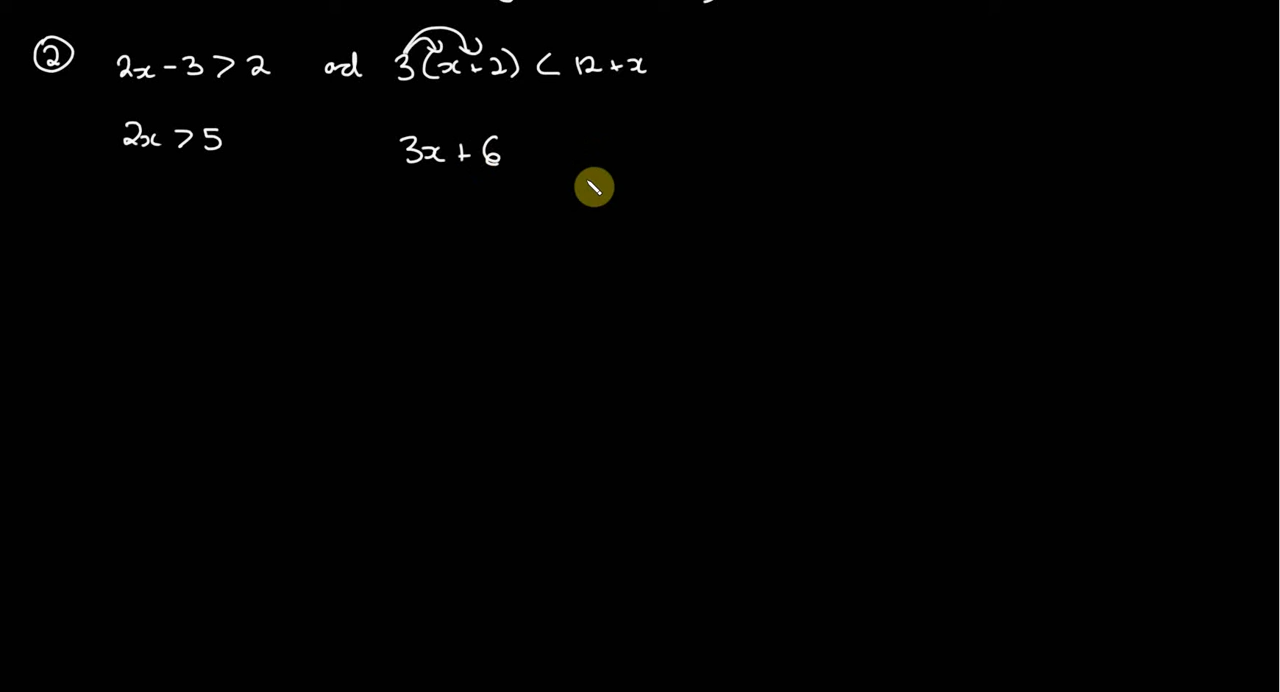 ② 2x - 3 > 2 and 3(x + 2) < 12 + x
2x > 5 3x + 6